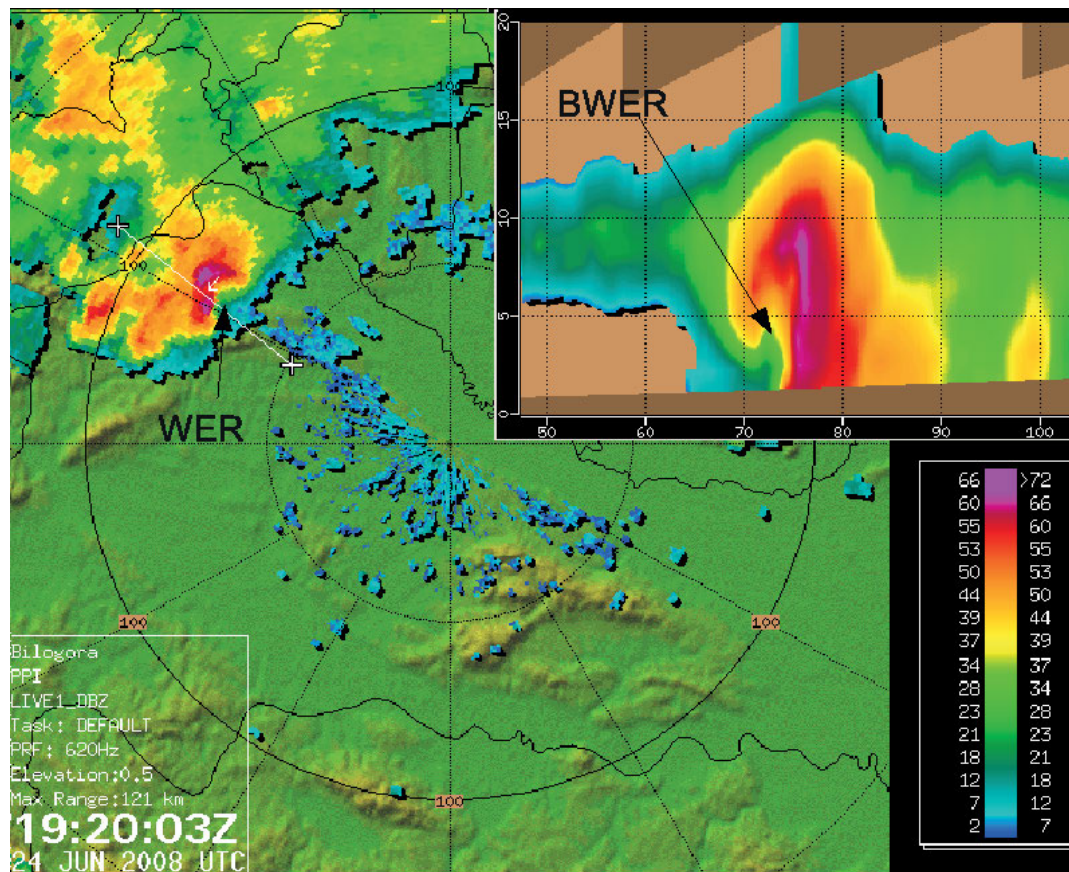 20
15
10
5
0
BWER
50 60 70 80 90 100
100
100
WER
100
100
100
66 >72
60 66
55 60
53 55
50 53
44 50
39 44
37 39
34 37
28 34
23 28
21 23
18 21
12 18
7 12
2 7
Bilogora
PPI
LIVE1_DBZ
Task: DEFAULT
PRF: 620Hz
Elevation:0.5
Max Range:121 km
19:20:03Z
24 JUN 2008 UTC